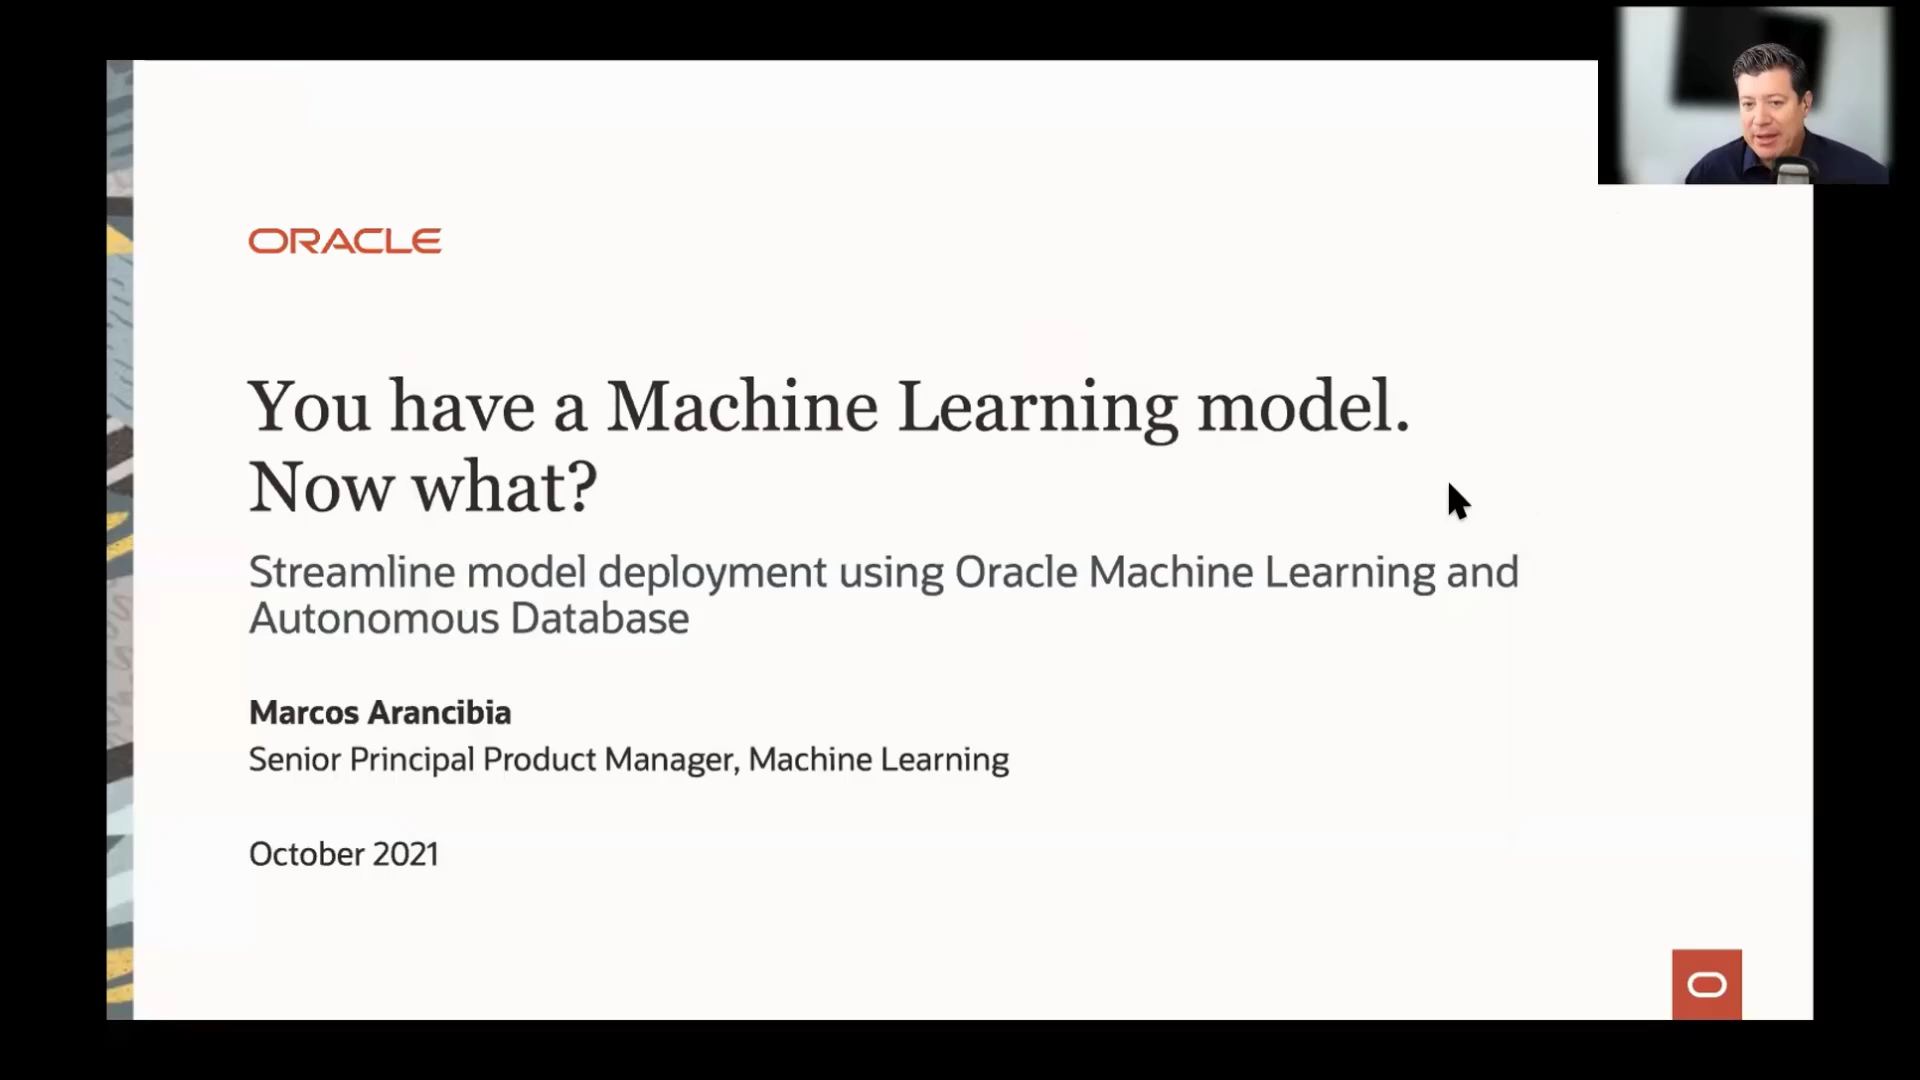 ORACLE
You have a Machine Learning model.
Now what?
Streamline model deployment using Oracle Machine Learning and
Autonomous Database
Marcos Arancibia
Senior Principal Product Manager, Machine Learning
October 2021